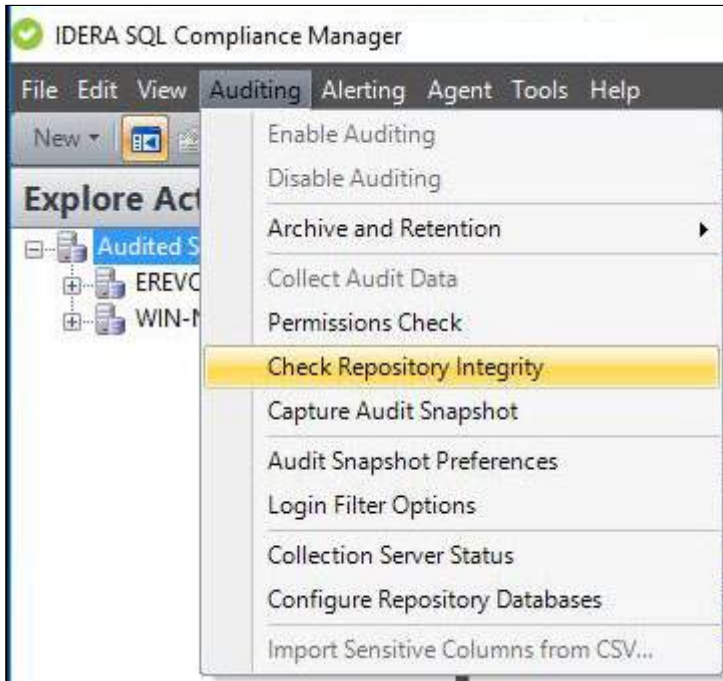 IDERA SQL Compliance Manager
File Edit View Auditing Alerting Agent Tools Help
New
Explore Act
Audited S
EREVO
WIN-N
Enable Auditing
Disable Auditing
Archive and Retention
Collect Audit Data
Permissions Check
Check Repository Integrity
Capture Audit Snapshot
Audit Snapshot Preferences
Login Filter Options
Collection Server Status
Configure Repository Databases
Import Sensitive Columns from CSV...